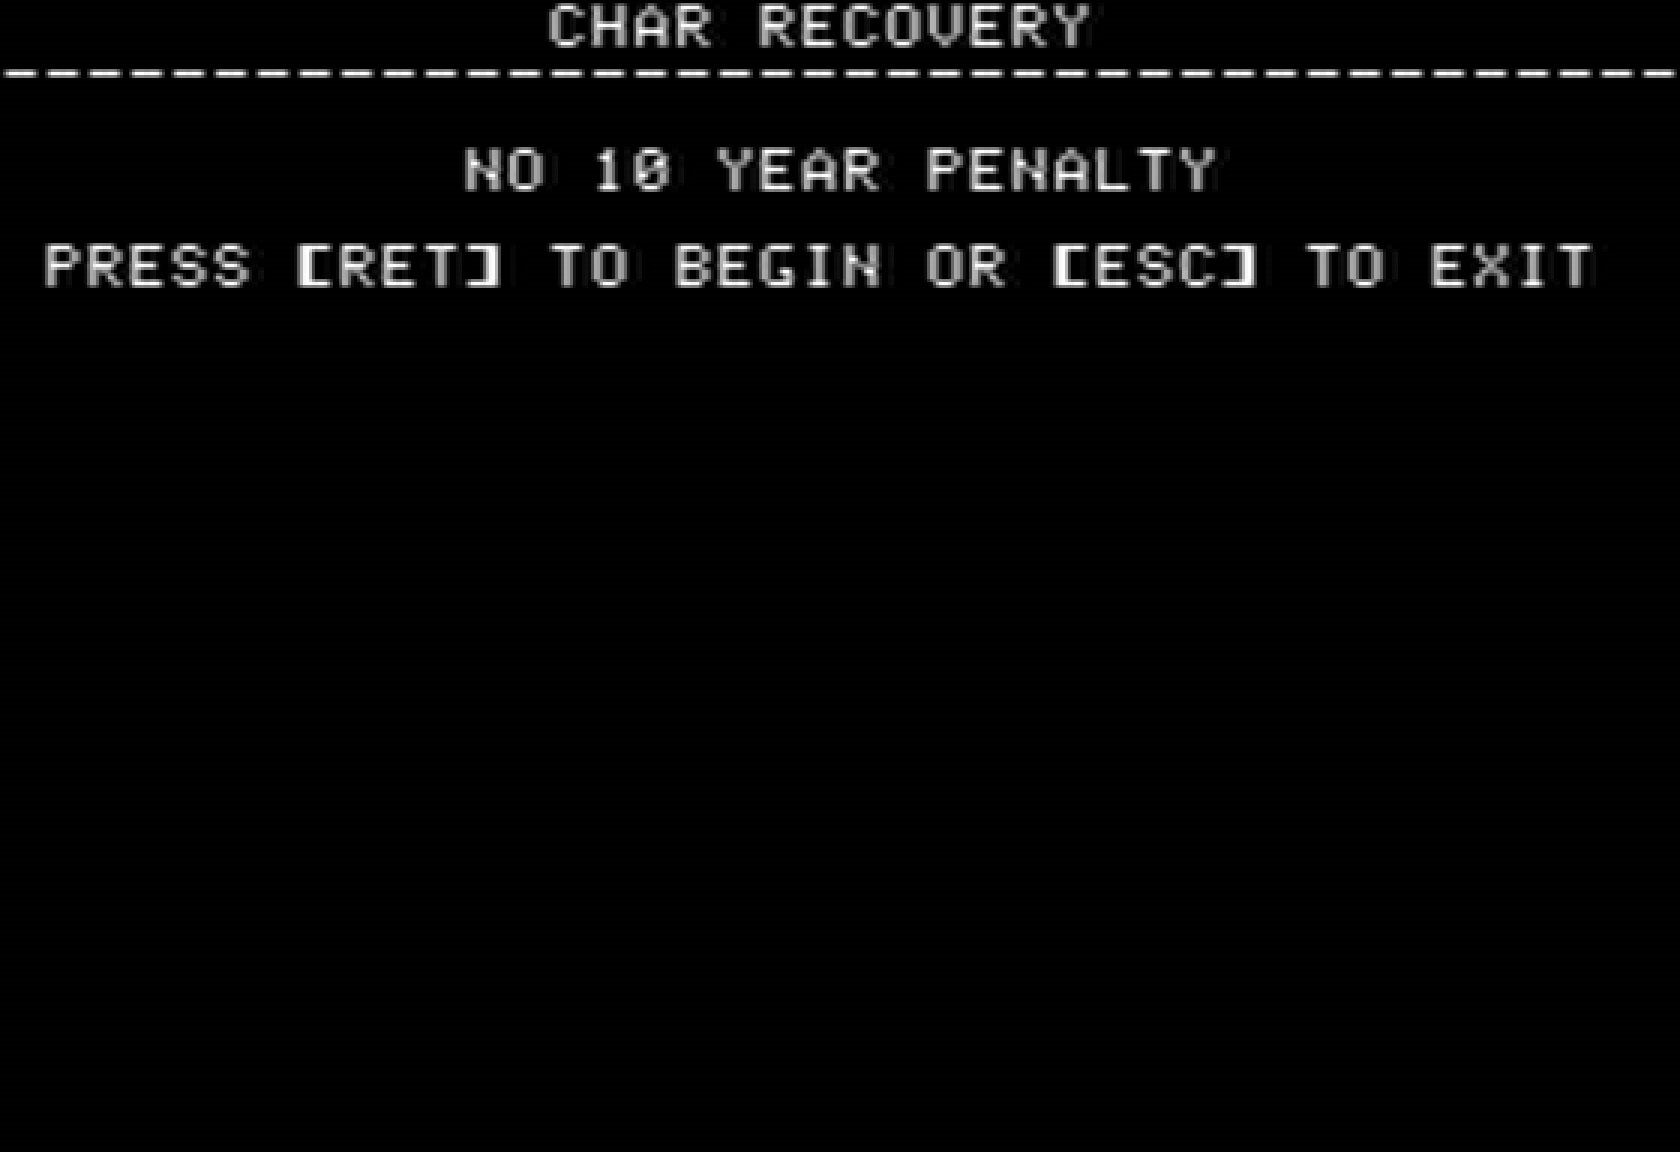 CHAR RECOVERY
----------------------------------------
NO 10 YEAR PENALTY
PRESS [RET] TO BEGIN OR [ESC] TO EXIT